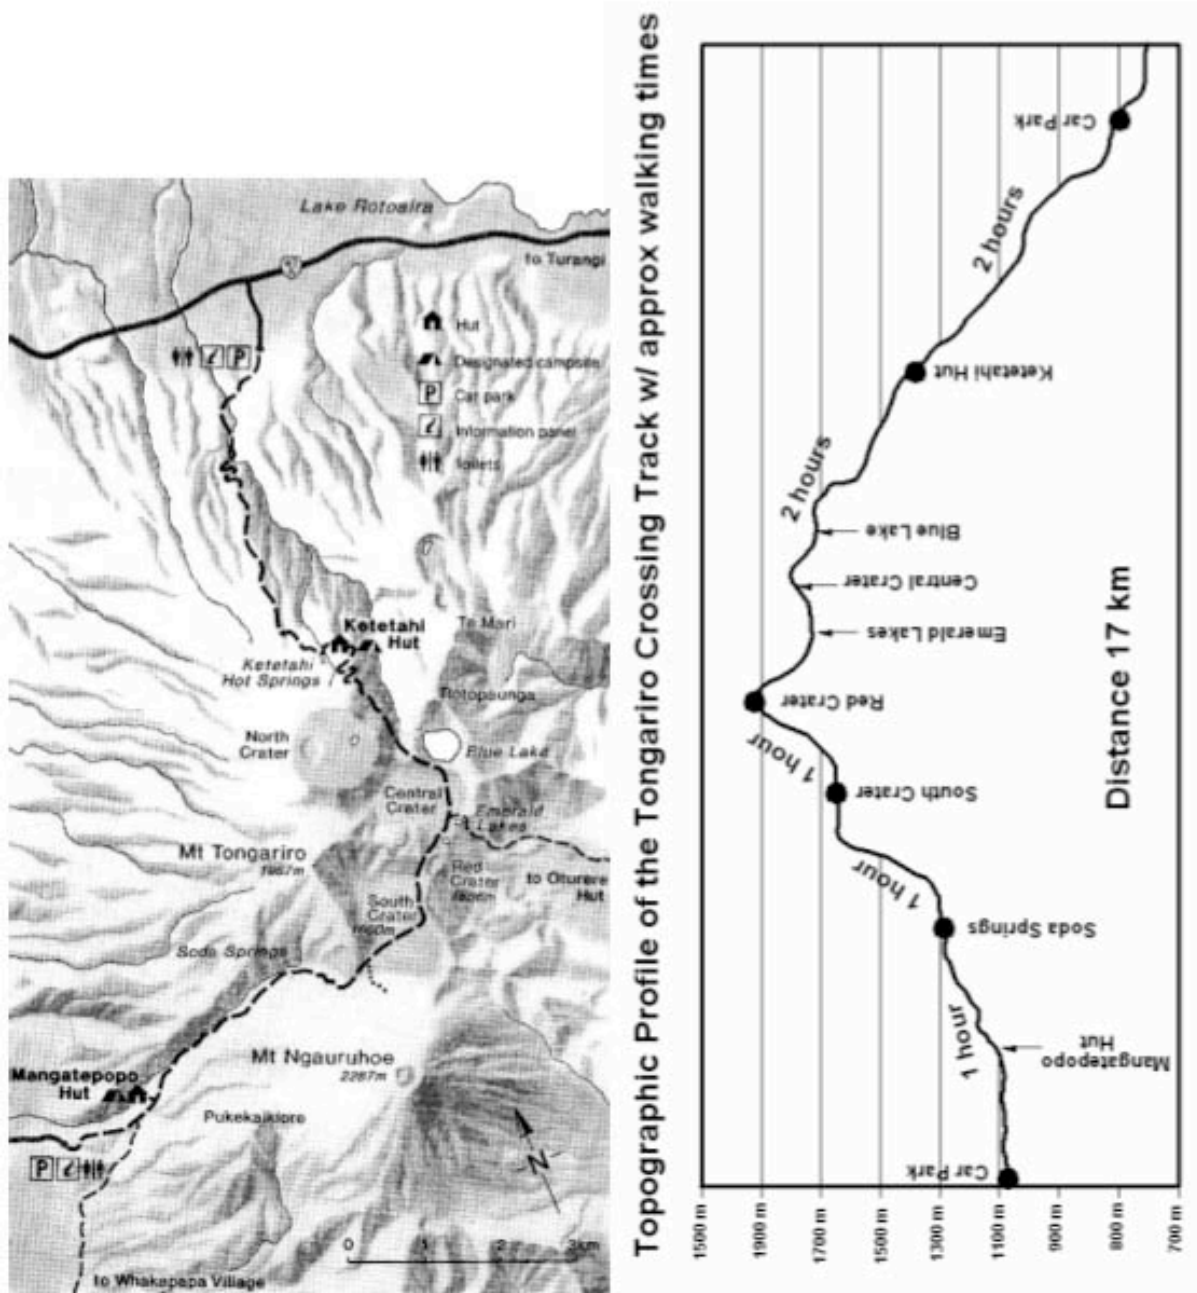 Lake Rotoaira
to Turangi
Hut
Designated campsite
P
Car park
i
Information panel
Toilets
i P
Ketetahi
Hut
Te Mari
Ketetahi
Hot Springs
Rotopaunga
North
Crater
Blue Lake
Central
Crater
Emerald
Lakes
Mt Tongariro
1967m
Red
Crater
to Oturere
Hut
South
Crater
Soda Springs
Mt Ngauruhoe
2287m
Mangatepopo
Hut
Pukekaikiore
P i
N
0 1 2 3km
to Whakapapa Village
Topographic Profile of the Tongariro Crossing Track w/ approx walking times
1500 m
1900 m
1700 m
1500 m
1300 m
1100 m
900 m
800 m
700 m
Car Park
Mangatepopo
Hut
1 hour
Soda Springs
1 hour
South Crater
1 hour
Red Crater
Emerald Lakes
Central Crater
Blue Lake
2 hours
Ketetahi Hut
2 hours
Car Park
Distance 17 km